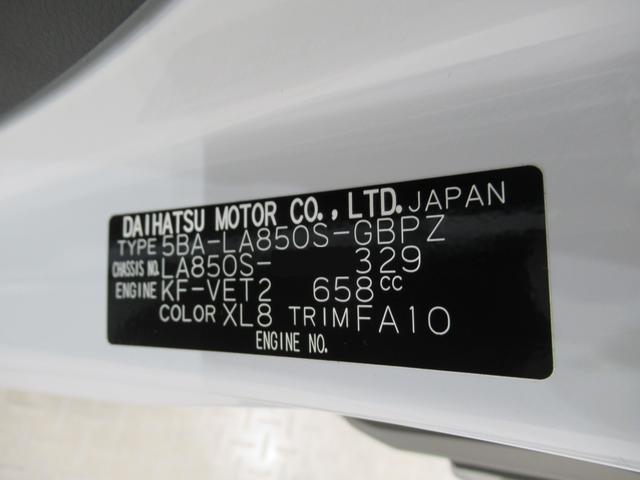 DAIHATSU MOTOR CO., LTD. JAPAN
TYPE 5BA-LA850S-GBPZ
CHASSIS NO. LA850S- 329
ENGINE KF-VET2 658cc
COLOR XL8 TRIM FA10
ENGINE NO.